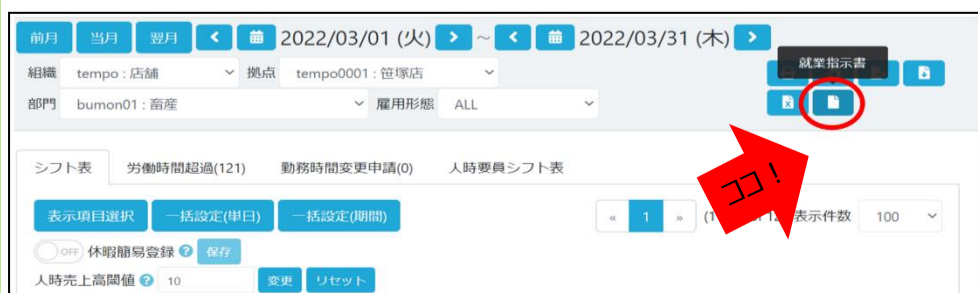 前月 当月 翌月 < 2022/03/01 (火) > ～ < 2022/03/31 (木) >
就業指示書
組織 tempo : 店舗 拠点 tempo0001 : 笹塚店
部門 bumon01 : 畜産 雇用形態 ALL
ココ！
シフト表 労働時間超過(121) 勤務時間変更申請(0) 人時要員シフト表
表示項目選択 一括設定(単日) 一括設定(期間) « 1 » 表示件数 100
OFF 休暇簡易登録 ? 保存
人時売上高閾値 ? 10 変更 リセット